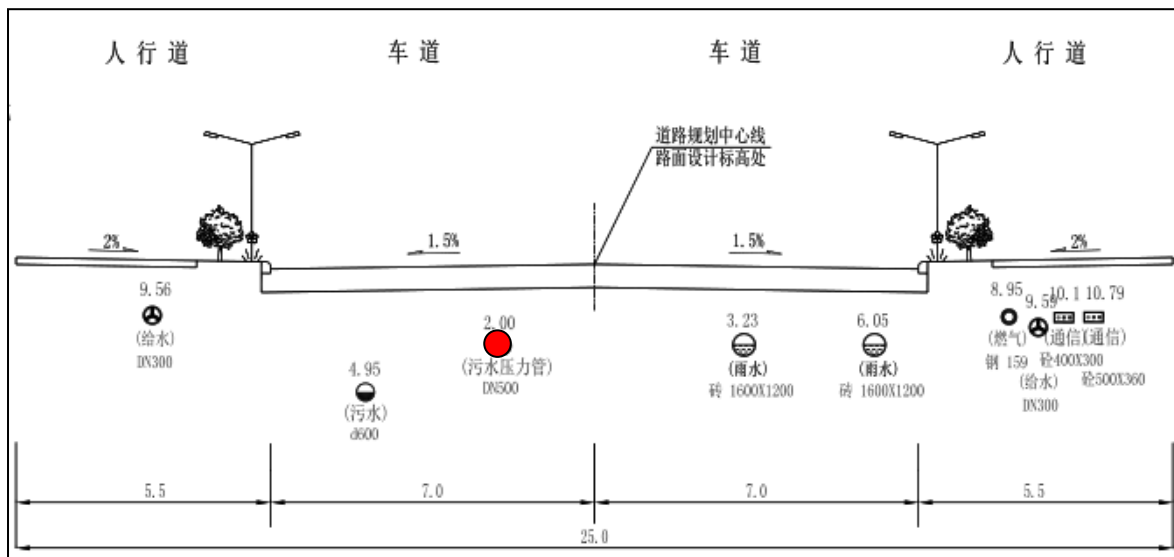 人行道
车道
车道
人行道
道路规划中心线
路面设计标高处
2%
1.5%
1.5%
2%
9.56
(给水)
DN300
4.95
(污水)
d600
2.00
(污水压力管)
DN500
3.23
(雨水)
砖 1600X1200
6.05
(雨水)
砖 1600X1200
8.95
(燃气)
钢 159
9.59
(给水)
DN300
10.1
(通信)
砼400X300
10.79
(通信)
砼500X360
5.5
7.0
7.0
5.5
25.0